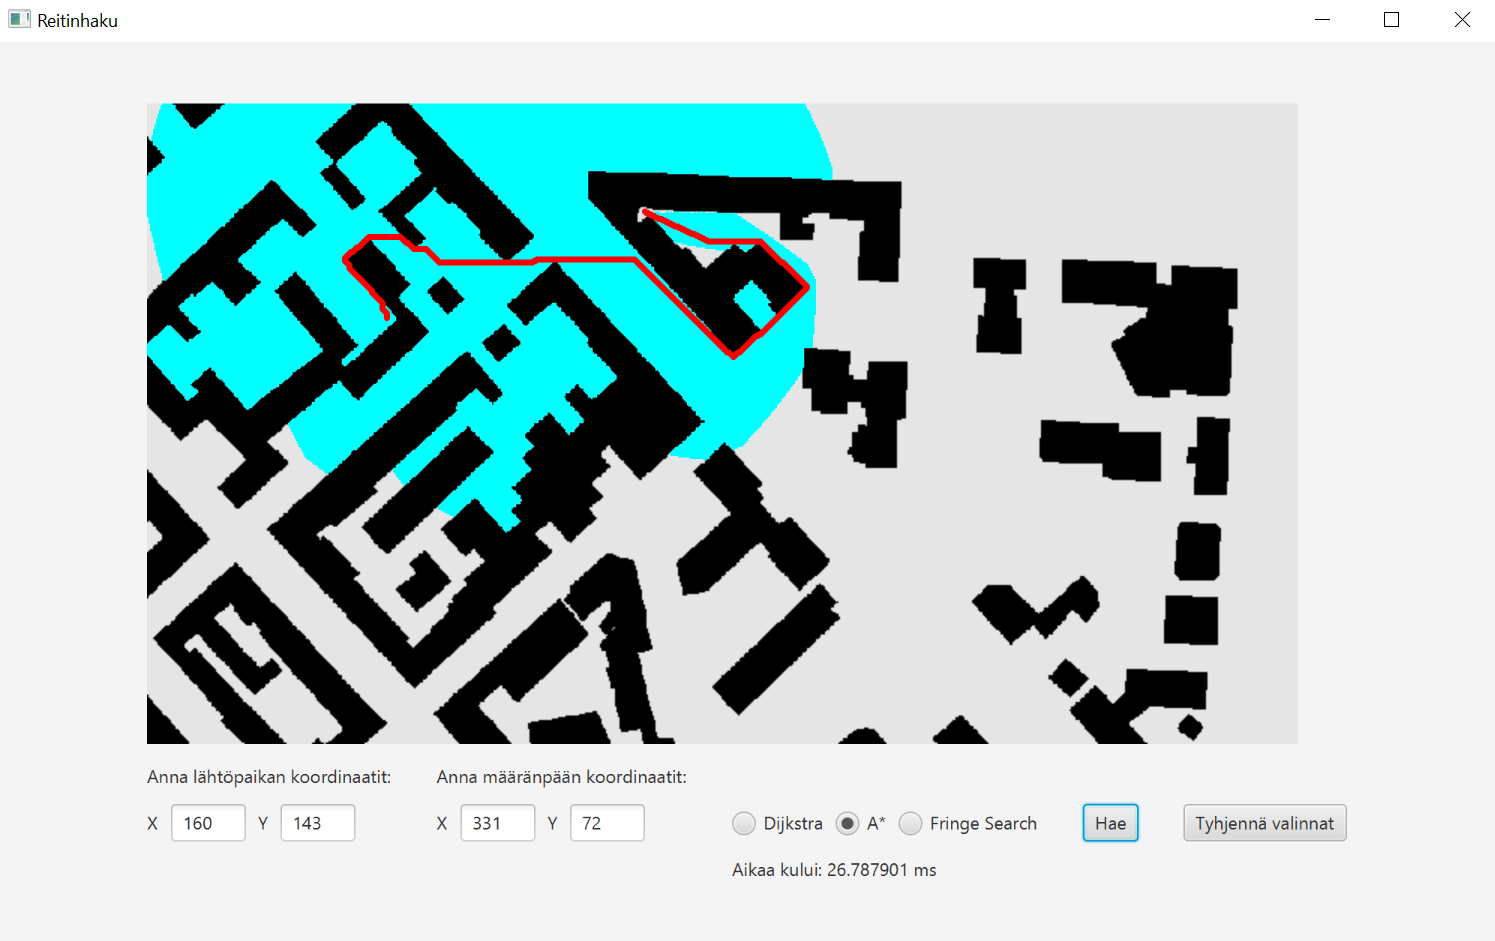 Reitinhaku
Anna lähtöpaikan koordinaatit: Anna määränpään koordinaatit:
X 160 Y 143 X 331 Y 72 Dijkstra A* Fringe Search Hae Tyhjennä valinnat
Aikaa kului: 26.787901 ms